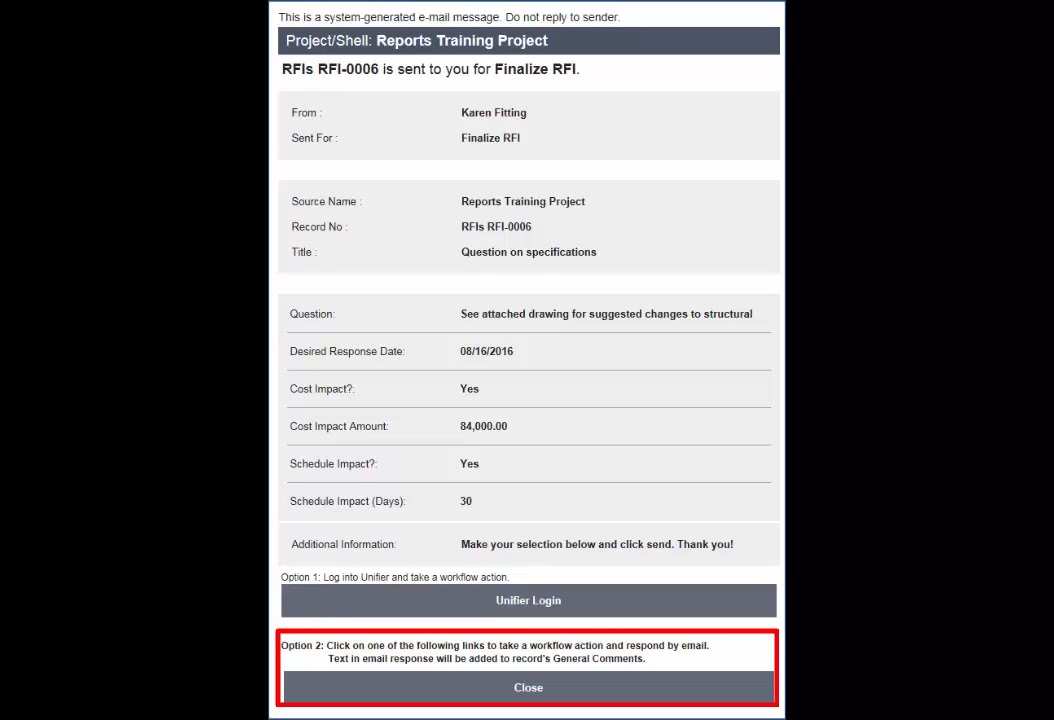 This is a system-generated e-mail message. Do not reply to sender.
Project/Shell: Reports Training Project
RFIs RFI-0006 is sent to you for Finalize RFI.
From : Karen Fitting
Sent For : Finalize RFI
Source Name : Reports Training Project
Record No : RFIs RFI-0006
Title : Question on specifications
Question: See attached drawing for suggested changes to structural
Desired Response Date: 08/16/2016
Cost Impact?: Yes
Cost Impact Amount: 84,000.00
Schedule Impact?: Yes
Schedule Impact (Days): 30
Additional Information: Make your selection below and click send. Thank you!
Option 1: Log into Unifier and take a workflow action.
Unifier Login
Option 2: Click on one of the following links to take a workflow action and respond by email.
Text in email response will be added to record's General Comments.
Close